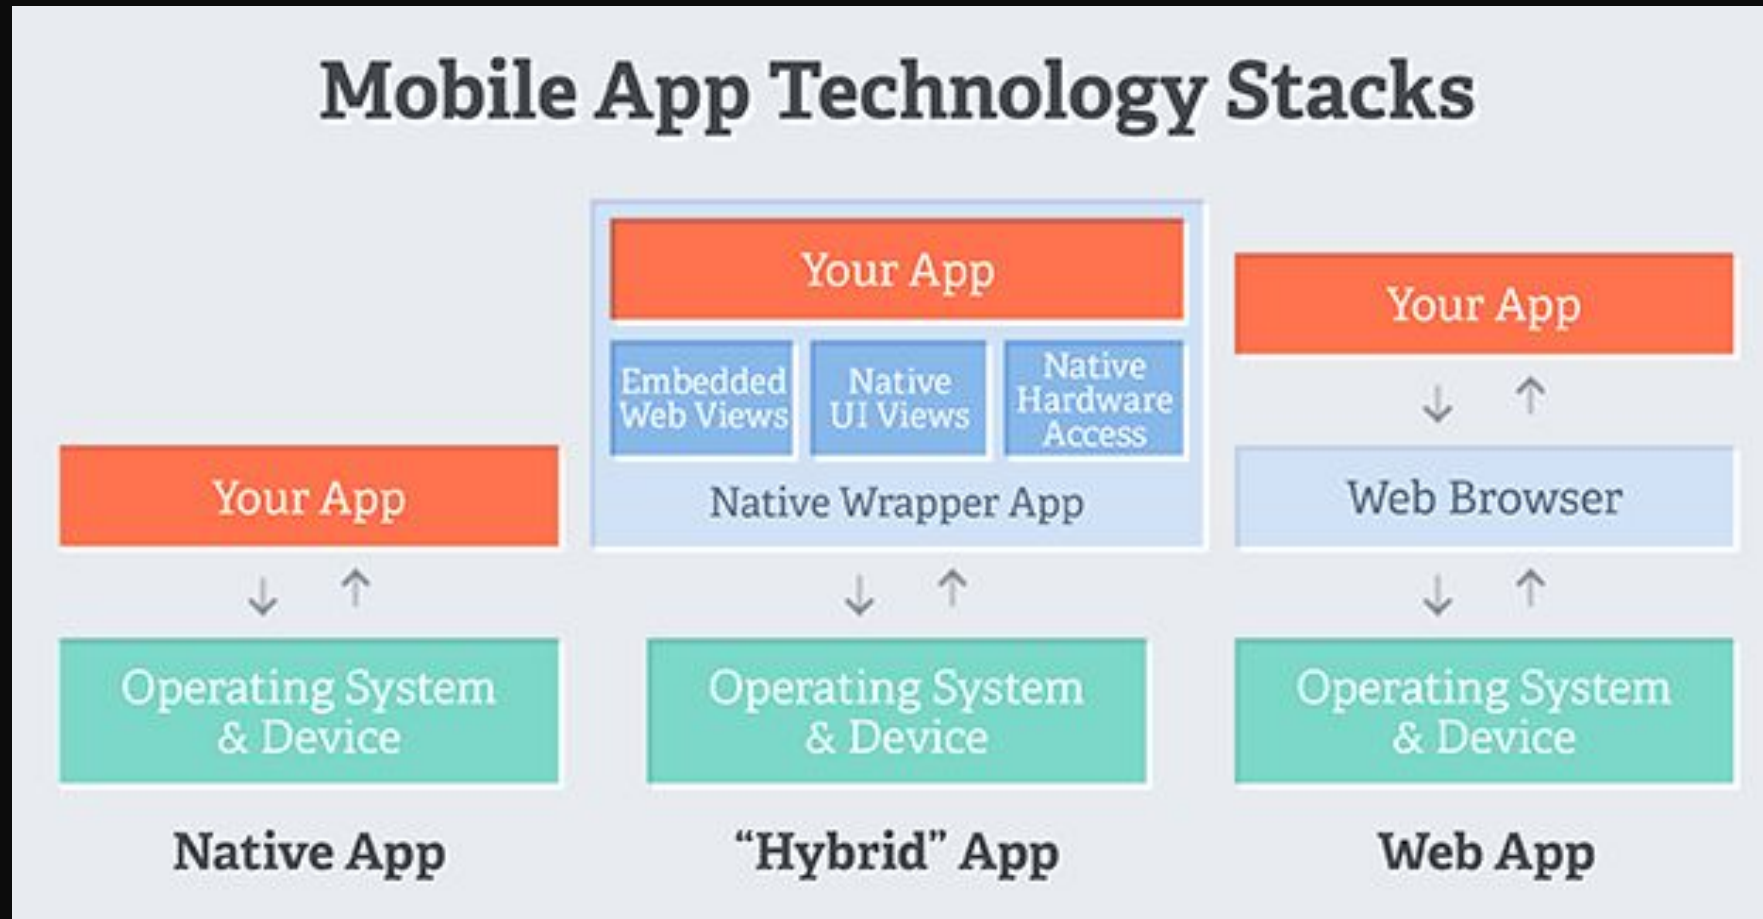 Mobile App Technology Stacks
Your App
Operating System
& Device
Native App
Your App
Embedded
Web Views
Native
UI Views
Native
Hardware
Access
Native Wrapper App
Operating System
& Device
“Hybrid” App
Your App
Web Browser
Operating System
& Device
Web App